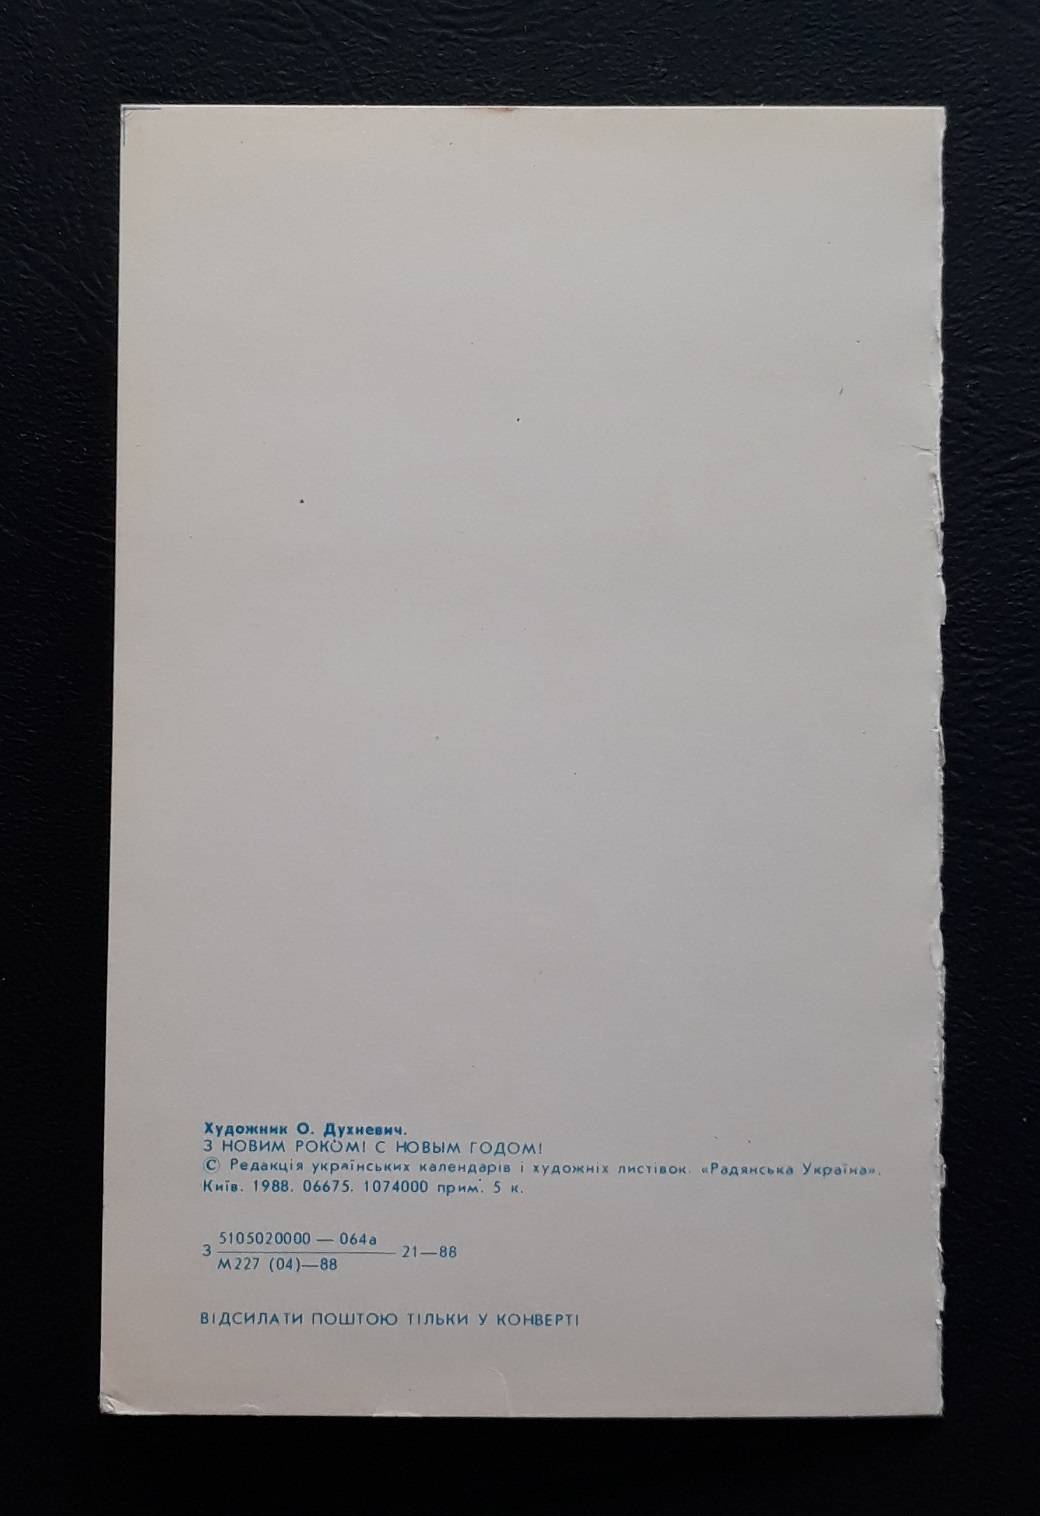 Художник О. Духневич.
З НОВИМ РОКОМ! С НОВЫМ ГОДОМ!
© Редакція українських календарів і художніх листівок «Радянська Україна».
Київ. 1988. 06675. 1074000 прим. 5 к.
5105020000 — 064а
З 21—88
М227 (04)—88
ВІДСИЛАТИ ПОШТОЮ ТІЛЬКИ У КОНВЕРТІ